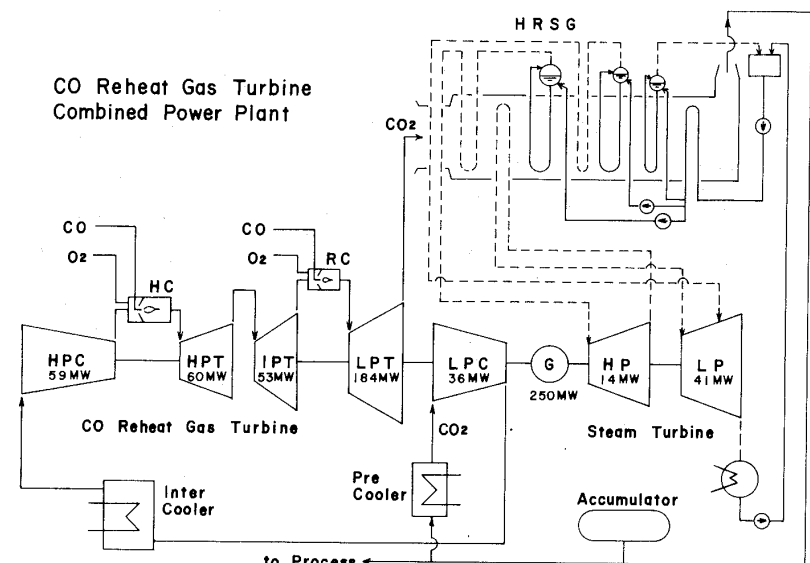 HRSG
CO Reheat Gas Turbine
Combined Power Plant
CO2
CO
O2
HC
CO
O2
RC
HPC
59MW
HPT
60MW
IPT
53MW
LPT
184MW
LPC
36MW
G
250MW
HP
14MW
LP
41MW
CO Reheat Gas Turbine
CO2
Steam Turbine
Inter
Cooler
Pre
Cooler
Accumulator
to Process